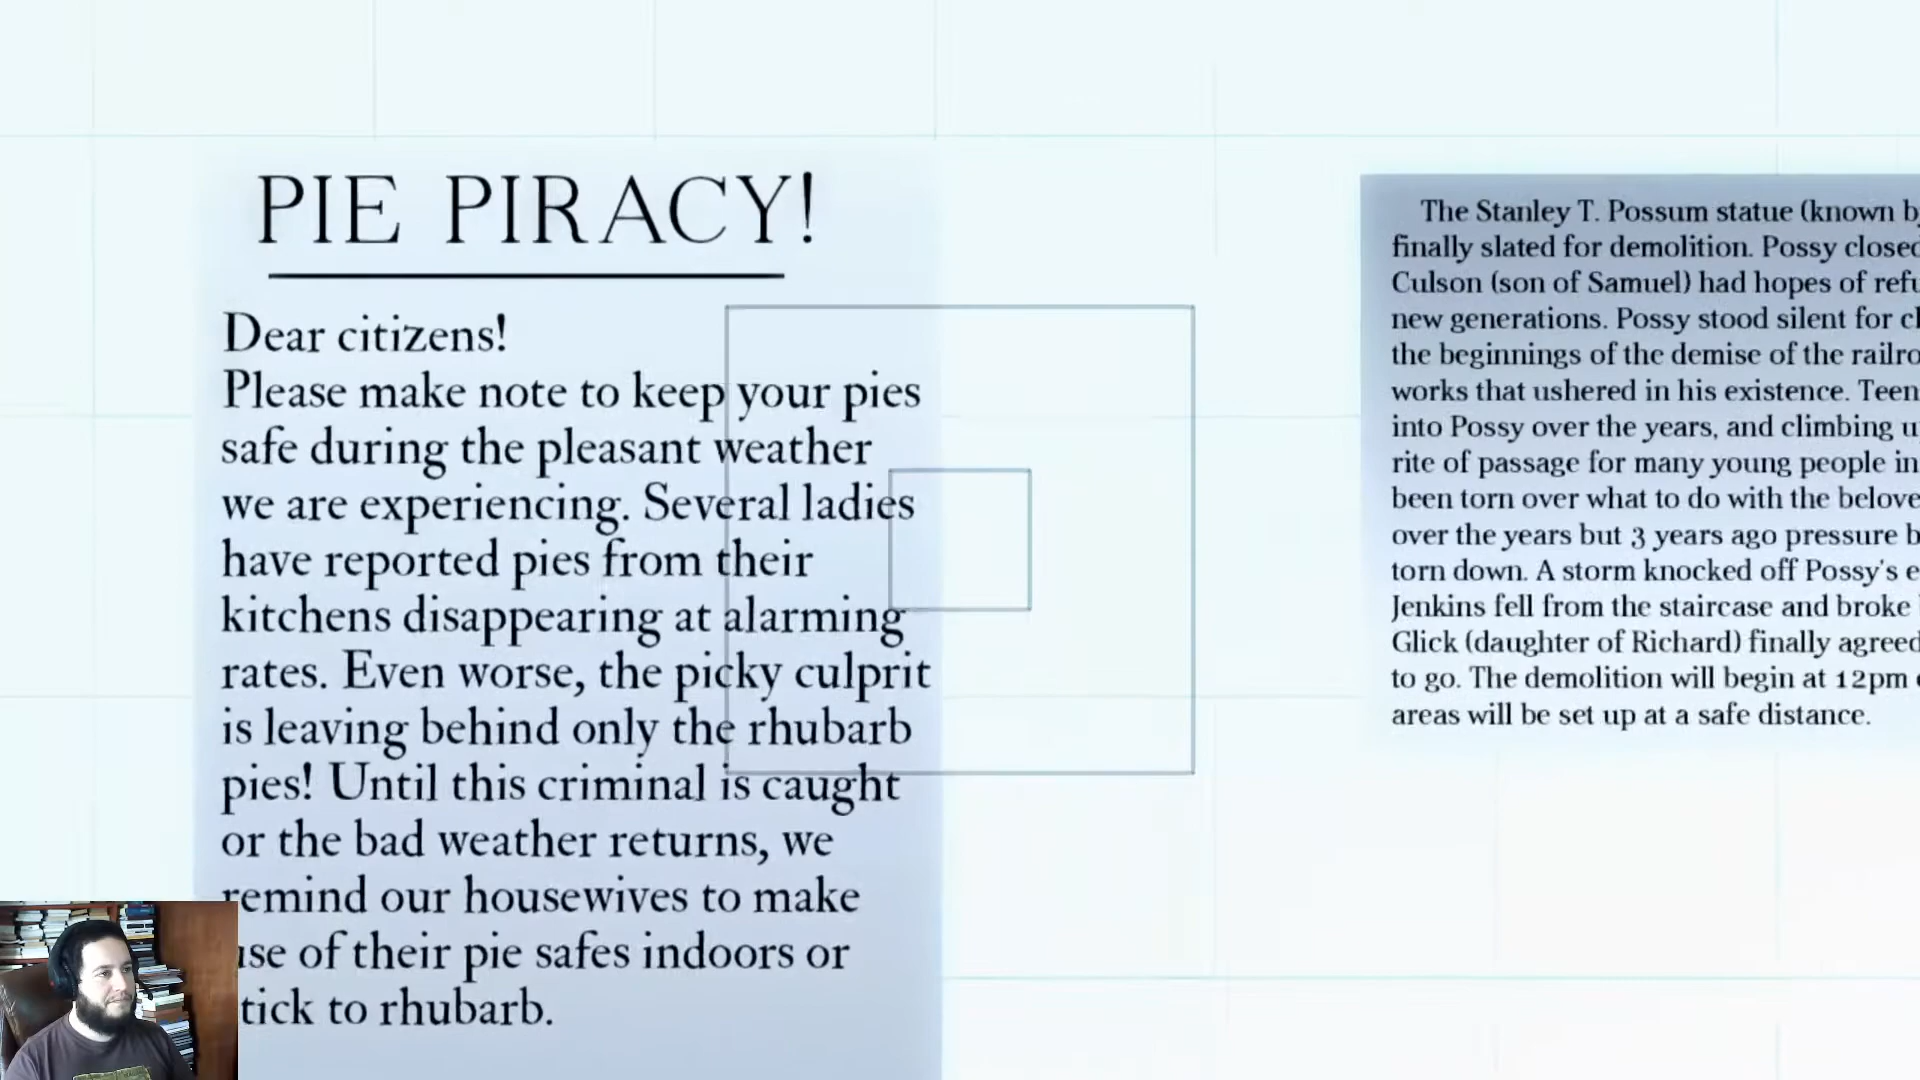 PIE PIRACY!
Dear citizens!
Please make note to keep your pies
safe during the pleasant weather
we are experiencing. Several ladies
have reported pies from their
kitchens disappearing at alarming
rates. Even worse, the picky culprit
is leaving behind only the rhubarb
pies! Until this criminal is caught
or the bad weather returns, we
remind our housewives to make
use of their pie safes indoors or
tick to rhubarb.
The Stanley T. Possum statue (known by
finally slated for demolition. Possy closed
Culson (son of Samuel) had hopes of refu
new generations. Possy stood silent for cl
the beginnings of the demise of the railro
works that ushered in his existence. Teen
into Possy over the years, and climbing u
rite of passage for many young people in
been torn over what to do with the belove
over the years but 3 years ago pressure b
torn down. A storm knocked off Possy's e
Jenkins fell from the staircase and broke
Glick (daughter of Richard) finally agreed
to go. The demolition will begin at 12pm
areas will be set up at a safe distance.